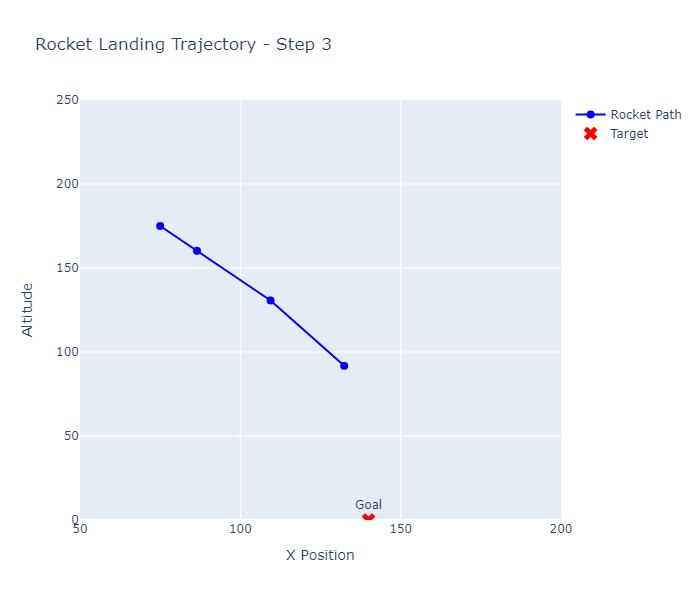 Rocket Landing Trajectory - Step 3
Rocket Path
Target
250
200
150
100
50
0
Altitude
Goal
50
100
150
200
X Position